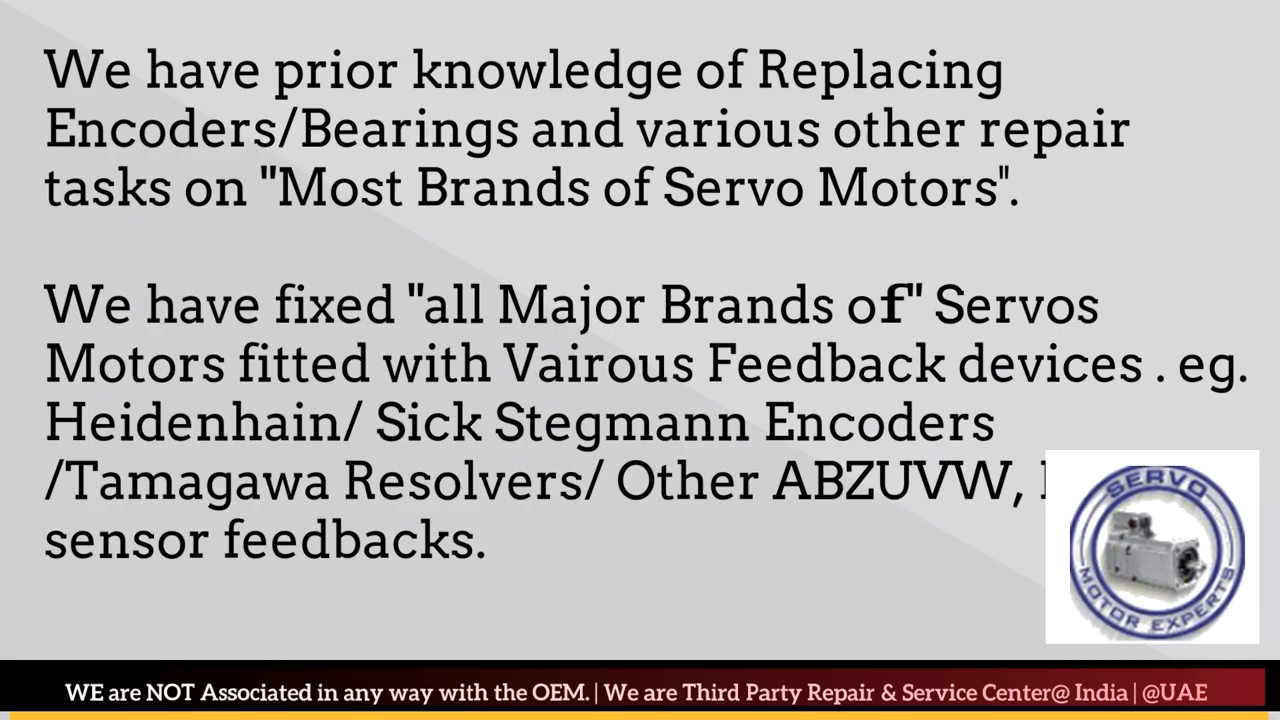 We have prior knowledge of Replacing
Encoders/Bearings and various other repair
tasks on "Most Brands of Servo Motors".
We have fixed "all Major Brands of" Servos
Motors fitted with Vairous Feedback devices . eg.
Heidenhain/ Sick Stegmann Encoders
/Tamagawa Resolvers/ Other ABZUVW,
sensor feedbacks.
SERVO
MOTOR EXPERTS
WE are NOT Associated in any way with the OEM. | We are Third Party Repair & Service Center@ India | @UAE